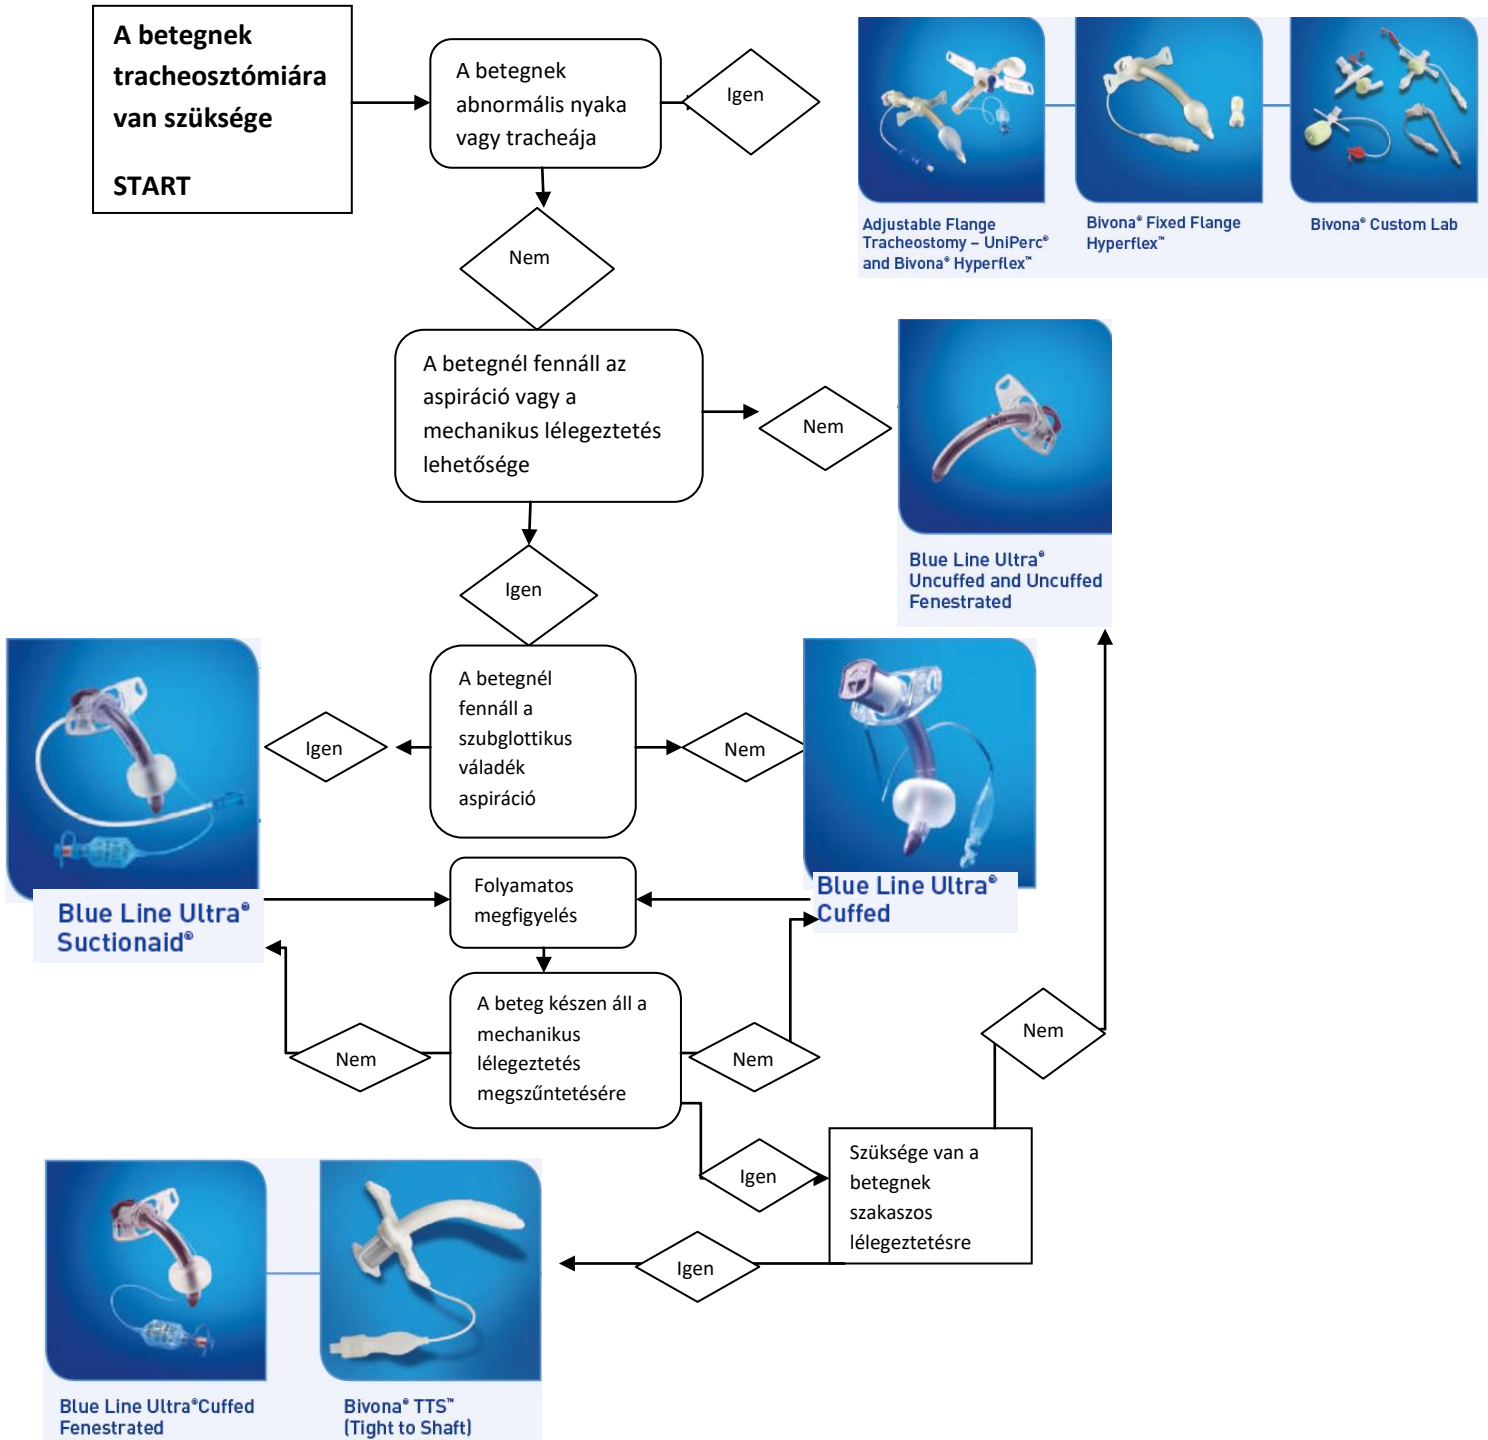 A betegnek
tracheostómiára
van szüksége
START
A betegnek
abnormális nyaka
vagy tracheája
Igen
Adjustable Flange
Tracheostomy – UniPerc®
and Bivona® Hyperflex™
Bivona® Fixed Flange
Hyperflex™
Bivona® Custom Lab
Nem
A betegnél fennáll az
aspiráció vagy a
mechanikus lélegeztetés
lehetősége
Nem
Blue Line Ultra®
Uncuffed and Uncuffed
Fenestrated
Igen
A betegnél
fennáll a
szubglottikus
váladék
aspiráció
Igen
Nem
Blue Line Ultra®
Suctionaid®
Folyamatos
megfigyelés
Blue Line Ultra®
Cuffed
A beteg készen áll a
mechanikus
lélegeztetés
megszűntetésére
Nem
Nem
Nem
Igen
Szüksége van a
betegnek
szakaszos
lélegeztetésre
Igen
Blue Line Ultra®Cuffed
Fenestrated
Bivona® TTS™
(Tight to Shaft)